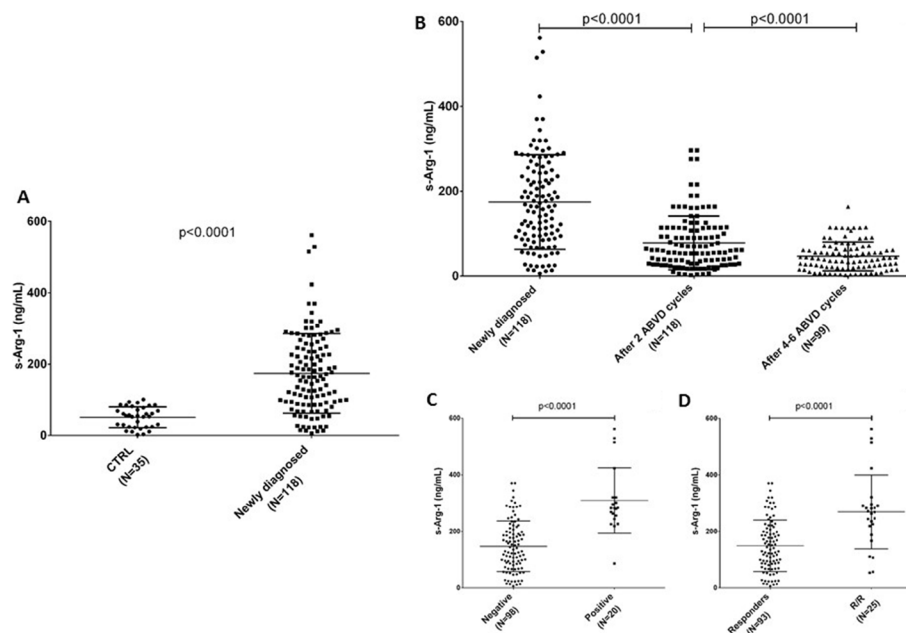 A
p<0.0001
s-Arg-1 (ng/mL)
600
400
200
0
CTRL
(N=35)
Newly diagnosed
(N=118)
B
p<0.0001
p<0.0001
s-Arg-1 (ng/mL)
600
400
200
0
Newly diagnosed
(N=118)
After 2 ABVD cycles
(N=118)
After 4-6 ABVD cycles
(N=99)
C
p<0.0001
s-Arg-1 (ng/mL)
600
400
200
0
Negative
(N=98)
Positive
(N=20)
D
p<0.0001
s-Arg-1 (ng/mL)
600
400
200
0
Responders
(N=93)
R/R
(N=25)